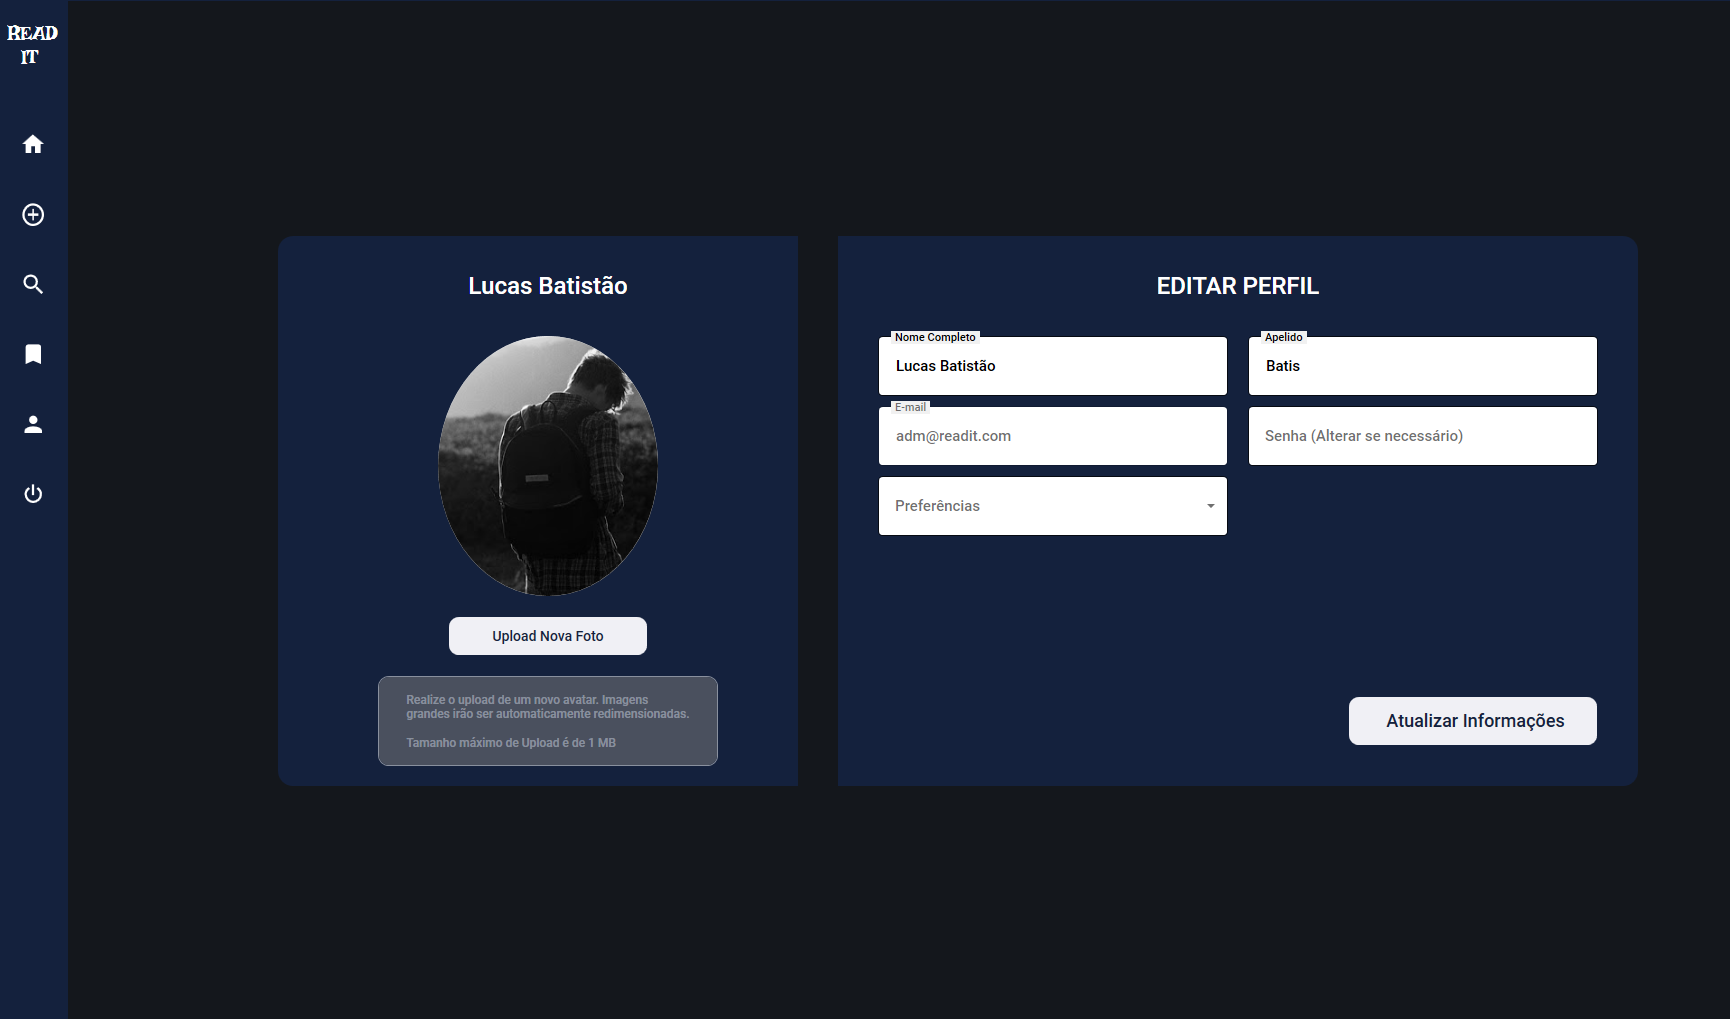 READ
IT
Lucas Batistão
Upload Nova Foto
Realize o upload de um novo avatar. Imagens
grandes irão ser automaticamente redimensionadas.
Tamanho máximo de Upload é de 1 MB
EDITAR PERFIL
Nome Completo
Lucas Batistão
Apelido
Batis
E-mail
adm@readit.com
Senha (Alterar se necessário)
Preferências
Atualizar Informações